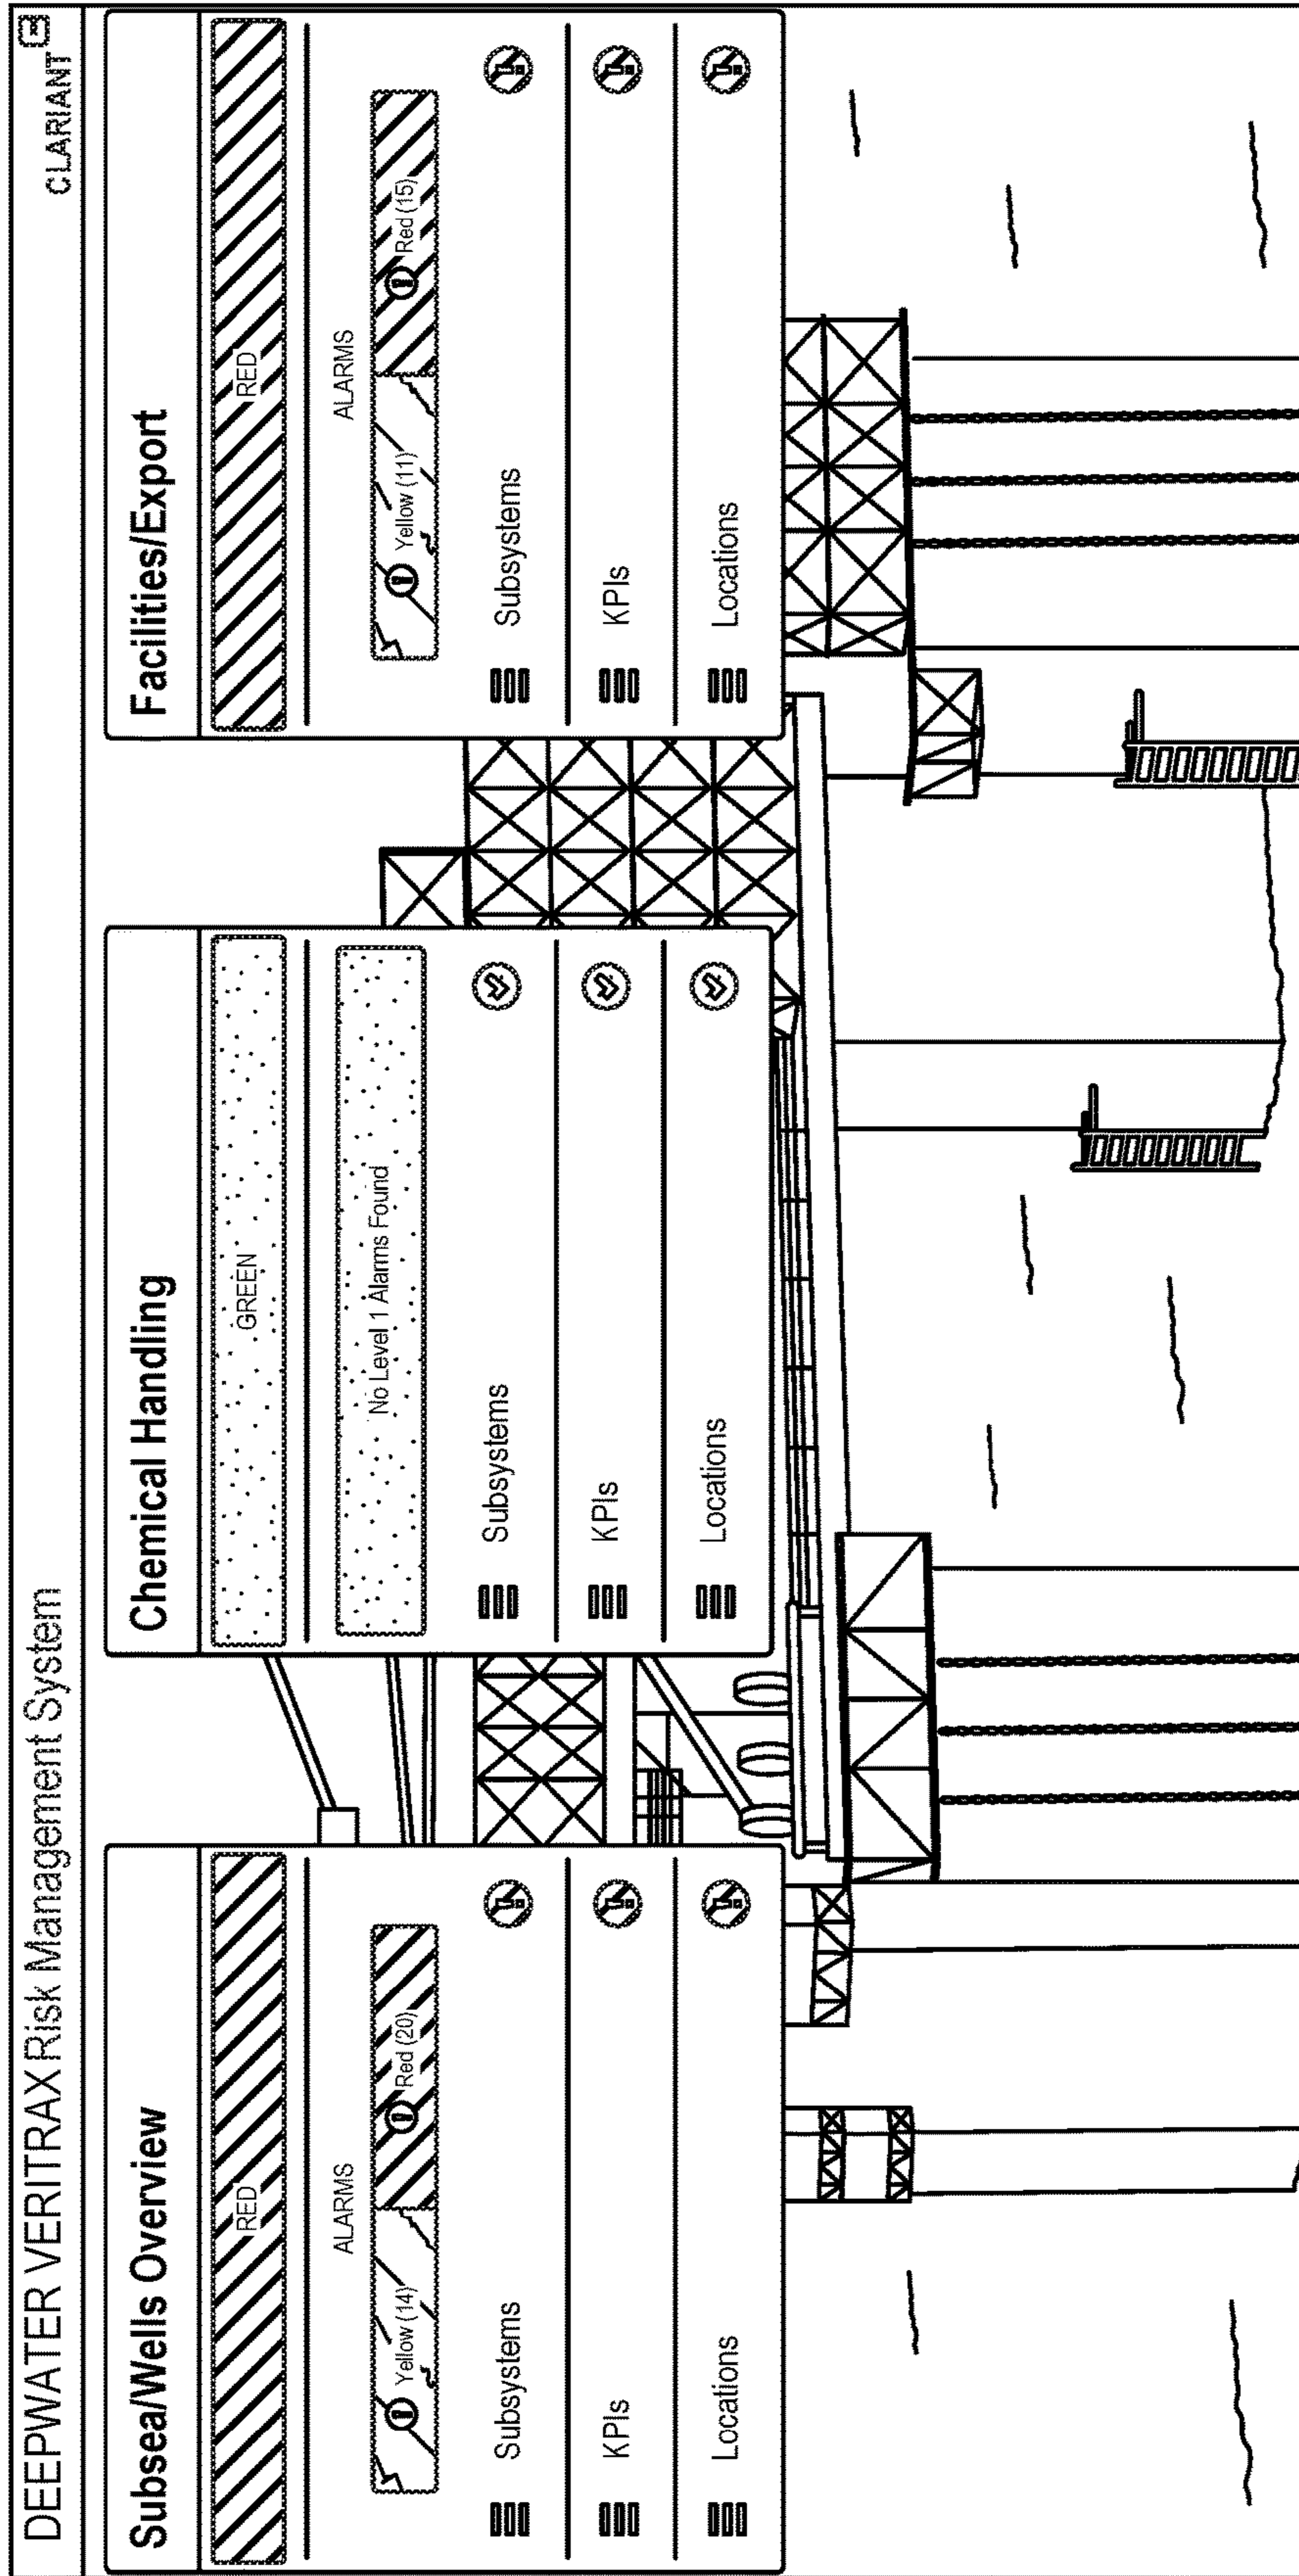 DEEPWATER VERITRAX Risk Management System
CLARIANT
Subsea/Wells Overview
RED
ALARMS
Yellow (14)
Red (20)
Subsystems
KPIs
Locations
Chemical Handling
GREEN
No Level 1 Alarms Found
Subsystems
KPIs
Locations
Facilities/Export
RED
ALARMS
Yellow (11)
Red (15)
Subsystems
KPIs
Locations